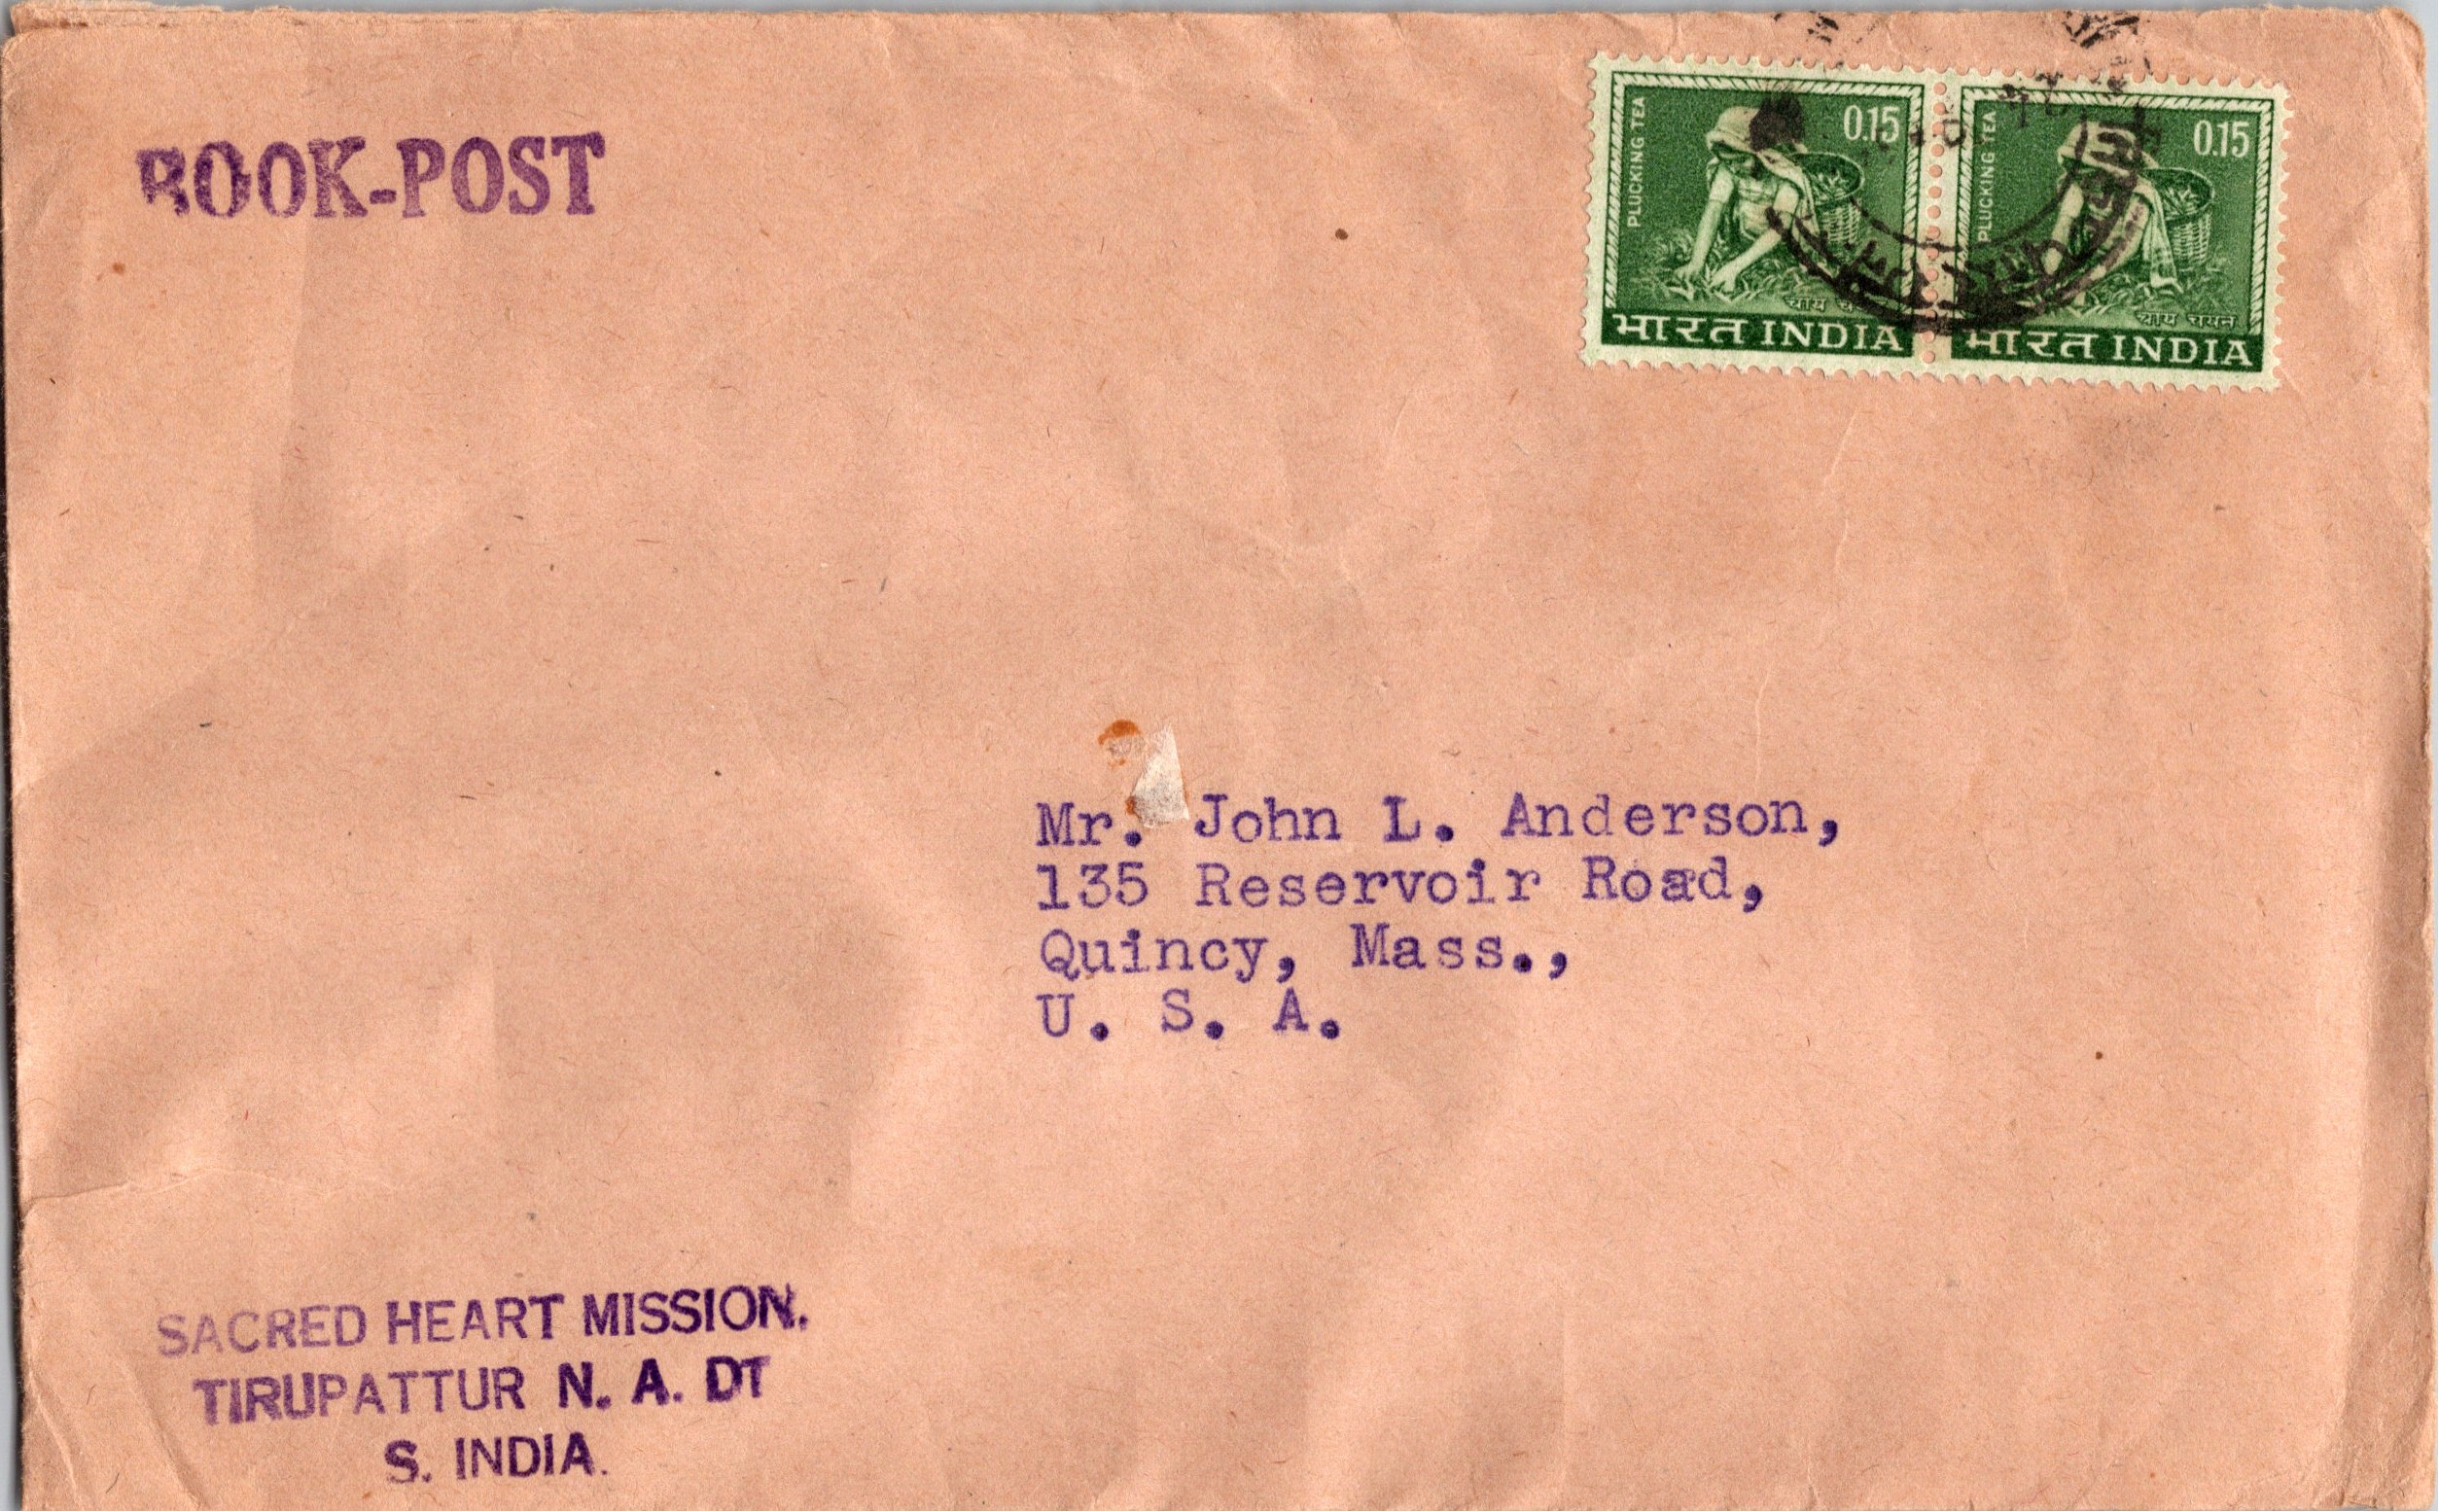 BOOK-POST
PLUCKING TEA
0.15
चाय
भारत INDIA
PLUCKING TEA
0.15
चाय चयन
भारत INDIA
Mr. John L. Anderson,
135 Reservoir Road,
Quincy, Mass.,
U. S. A.
SACRED HEART MISSION.
TIRUPATTUR N. A. DT
S. INDIA.